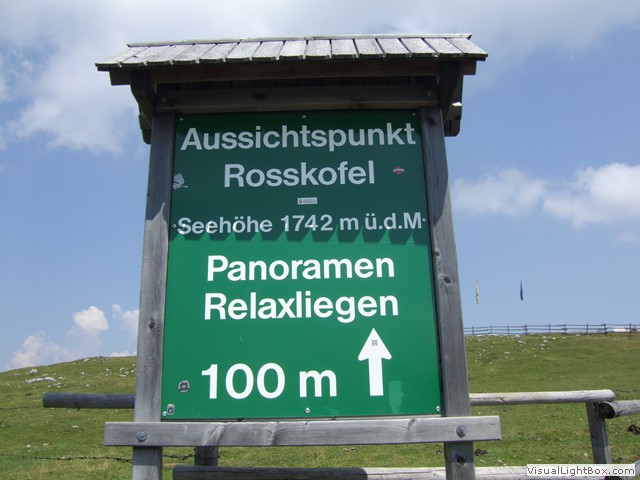 Aussichtspunkt
Rosskofel
Seehöhe 1742 m ü.d.M
Panoramen
Relaxliegen
100 m
VisualLightBox.com